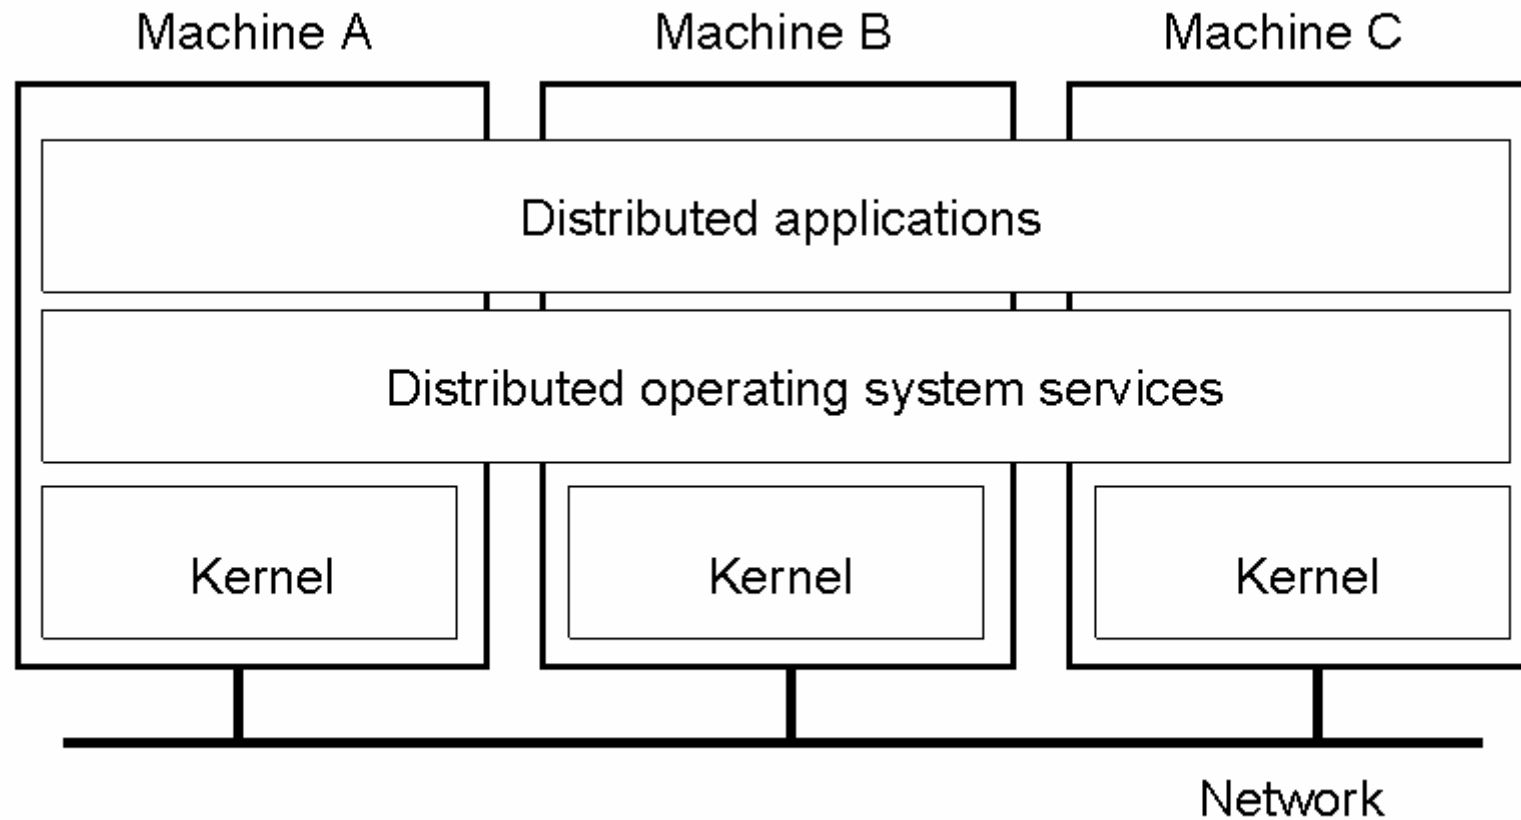 Machine A
Machine B
Machine C
Distributed applications
Distributed operating system services
Kernel
Kernel
Kernel
Network